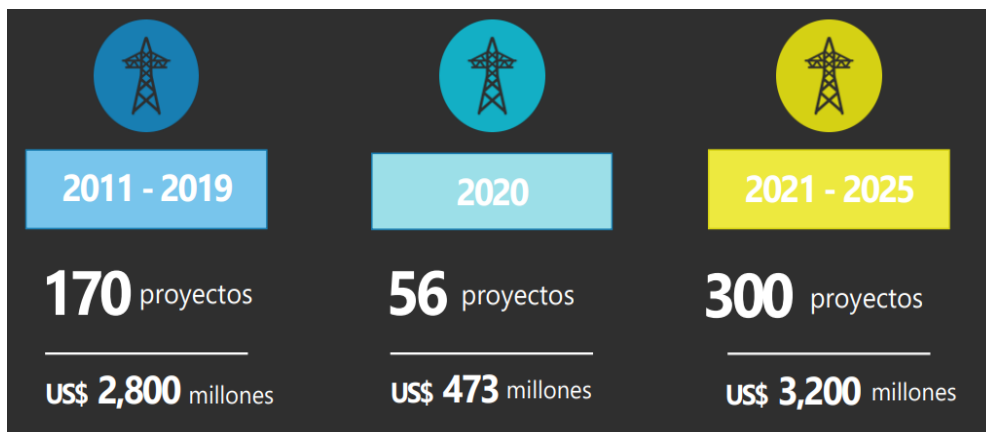 2011 - 2019
170 proyectos
US$ 2,800 millones
2020
56 proyectos
US$ 473 millones
2021 - 2025
300 proyectos
US$ 3,200 millones